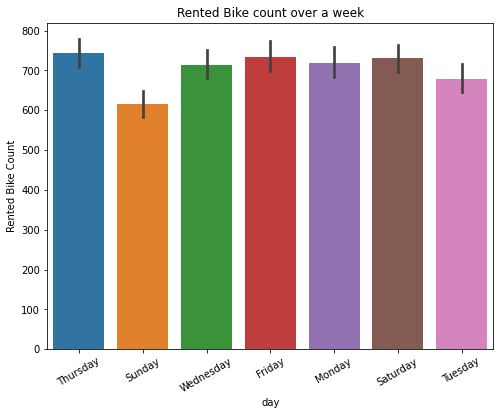 Rented Bike count over a week
Rented Bike Count
800
700
600
500
400
300
200
100
0
Thursday
Sunday
Wednesday
Friday
Monday
Saturday
Tuesday
day